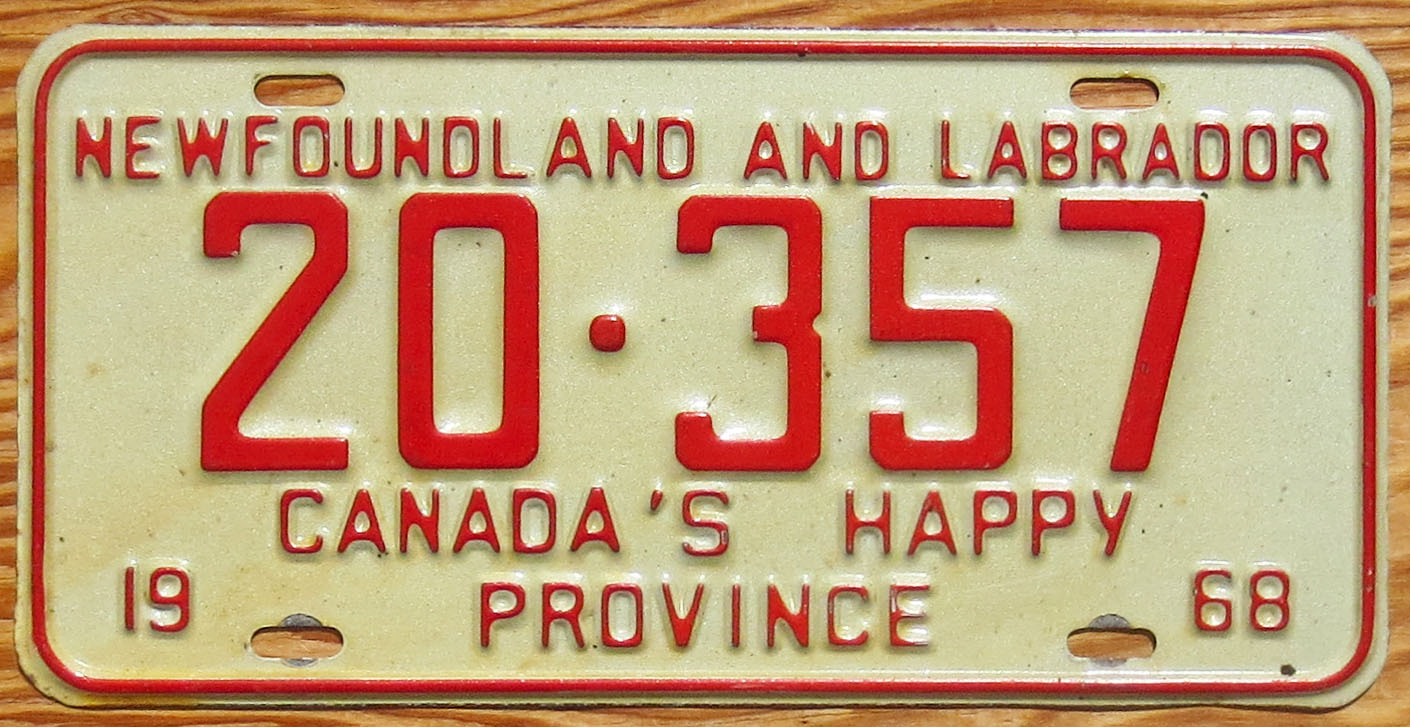 NEWFOUNDLAND AND LABRADOR
20·357
CANADA'S HAPPY
19 PROVINCE 68